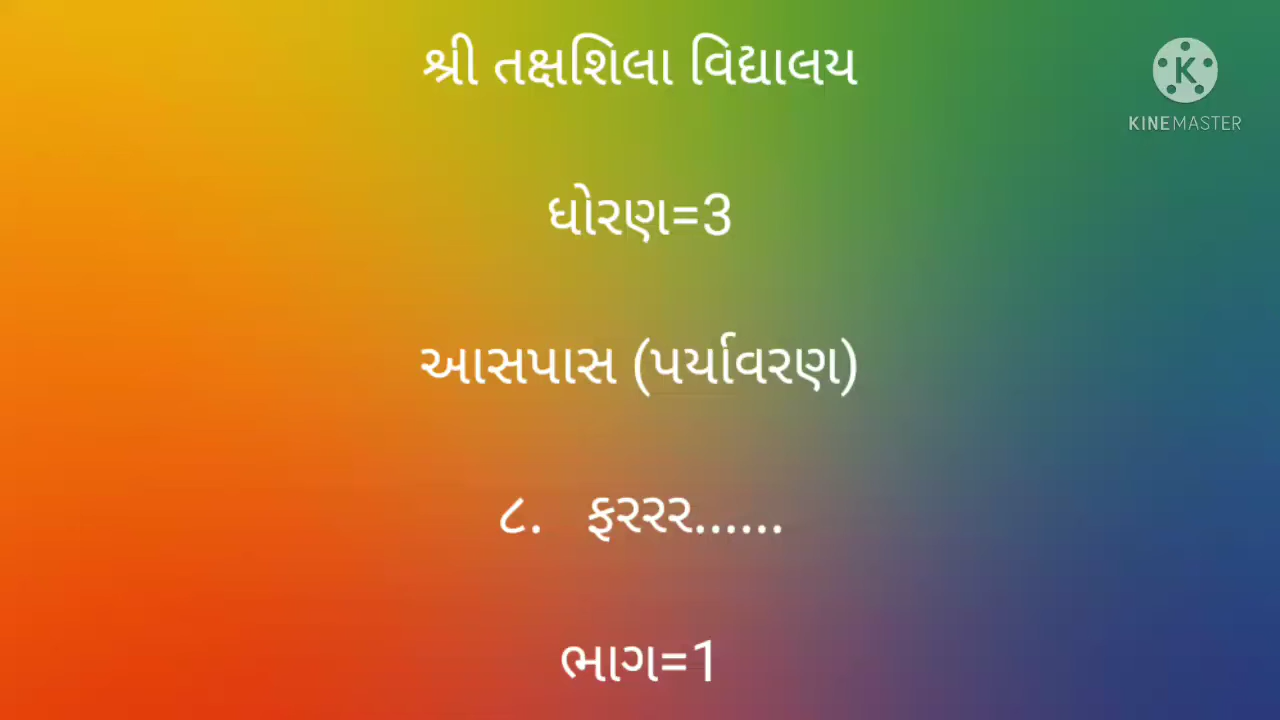 શ્રી તક્ષશિલા વિદ્યાલય
K
KINEMASTER
ધોરણ=3
આસપાસ (પર્યાવરણ)
૮. ફરરર......
ભાગ=1